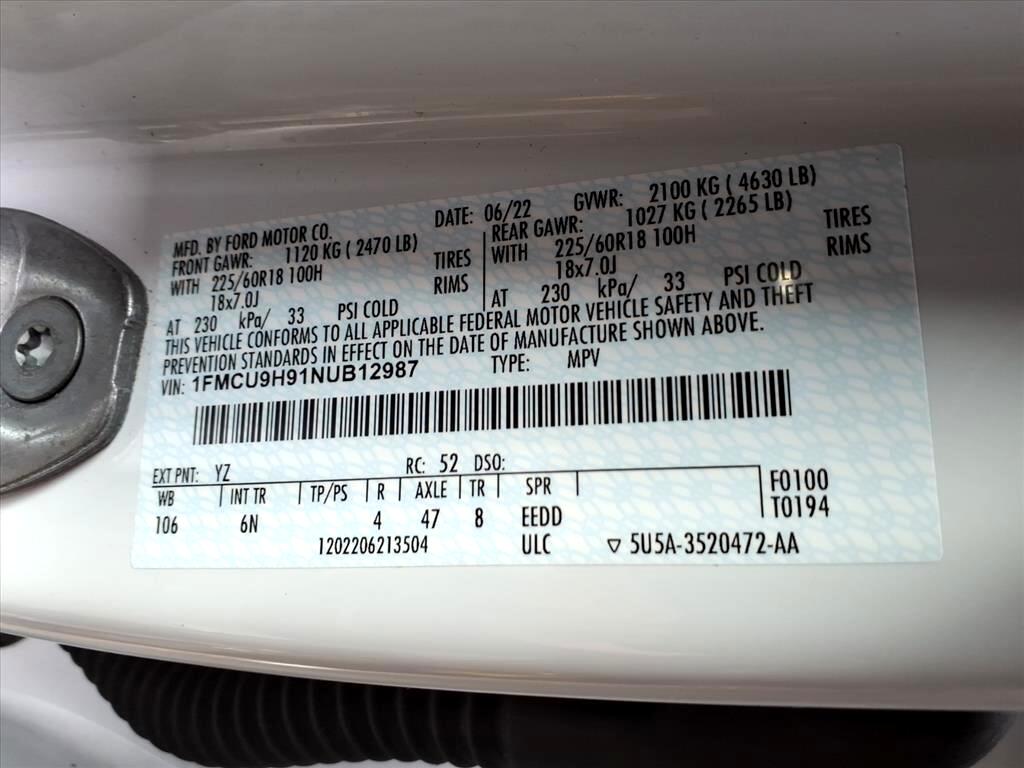 MFD. BY FORD MOTOR CO. DATE: 06/22 GVWR: 2100 KG ( 4630 LB)
FRONT GAWR: 1120 KG ( 2470 LB) REAR GAWR: 1027 KG ( 2265 LB)
WITH 225/60R18 100H TIRES WITH 225/60R18 100H TIRES
18x7.0J RIMS 18x7.0J RIMS
AT 230 kPa/ 33 PSI COLD AT 230 kPa/ 33 PSI COLD
THIS VEHICLE CONFORMS TO ALL APPLICABLE FEDERAL MOTOR VEHICLE SAFETY AND THEFT
PREVENTION STANDARDS IN EFFECT ON THE DATE OF MANUFACTURE SHOWN ABOVE.
VIN: 1FMCU9H91NUB12987 TYPE: MPV
EXT PNT: YZ RC: 52 DSO:
WB INT TR TP/PS R AXLE TR SPR F0100
106 6N 4 47 8 EEDD T0194
1202206213504 ULC ▽ 5U5A-3520472-AA